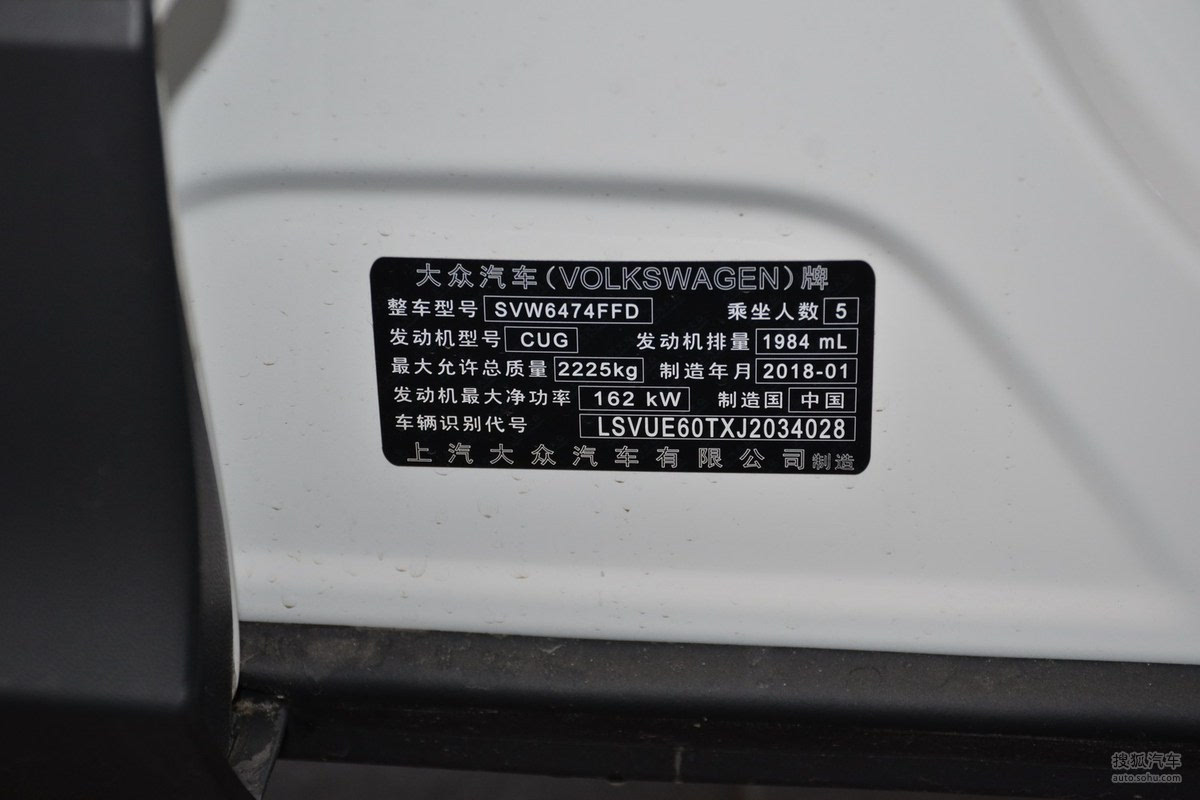 大众汽车(VOLKSWAGEN)牌
整车型号 SVW6474FFD 乘坐人数 5
发动机型号 CUG 发动机排量 1984 mL
最大允许总质量 2225kg 制造年月 2018-01
发动机最大净功率 162 kW 制造国 中国
车辆识别代号 LSVUE60TXJ2034028
上汽大众汽车有限公司制造
搜狐汽车
auto.sohu.com